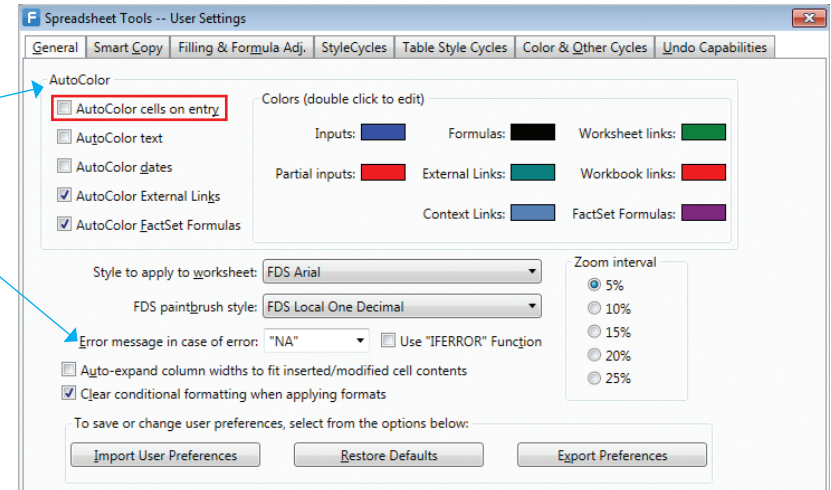 F Spreadsheet Tools -- User Settings
General Smart Copy Filling & Formula Adj. StyleCycles Table Style Cycles Color & Other Cycles Undo Capabilities
AutoColor
AutoColor cells on entry
AutoColor text
AutoColor dates
AutoColor External Links
AutoColor FactSet Formulas
Colors (double click to edit)
Inputs: Formulas: Worksheet links:
Partial inputs: External Links: Workbook links:
Context Links: FactSet Formulas:
Style to apply to worksheet: FDS Arial
FDS paintbrush style: FDS Local One Decimal
Error message in case of error: "NA" Use "IFERROR" Function
Auto-expand column widths to fit inserted/modified cell contents
Clear conditional formatting when applying formats
Zoom interval
5%
10%
15%
20%
25%
To save or change user preferences, select from the options below:
Import User Preferences Restore Defaults Export Preferences